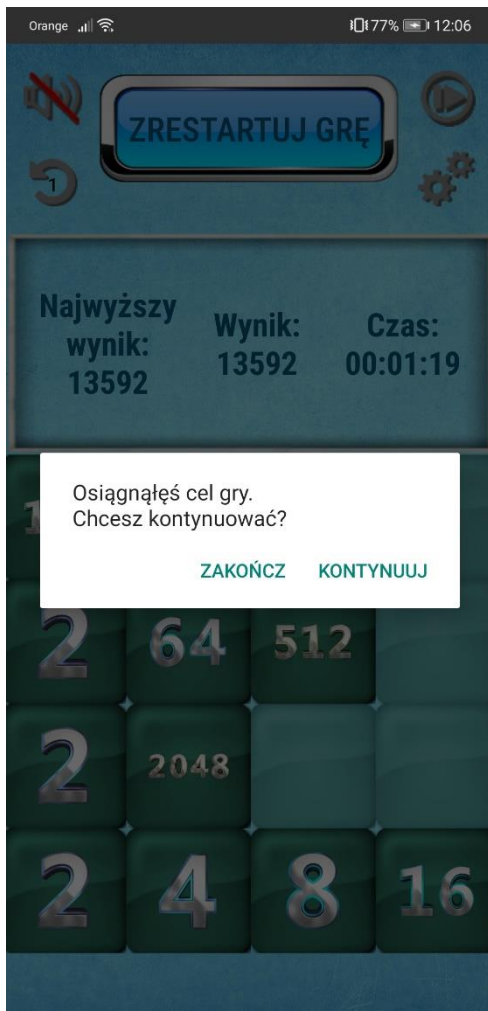 Orange 77% 12:06
ZRESTARTUJ GRĘ
1
Najwyższy
wynik:
13592
Wynik:
13592
Czas:
00:01:19
Osiągnąłęś cel gry.
Chcesz kontynuować?
ZAKOŃCZ KONTYNUUJ
2 64 512
2 2048
2 4 8 16